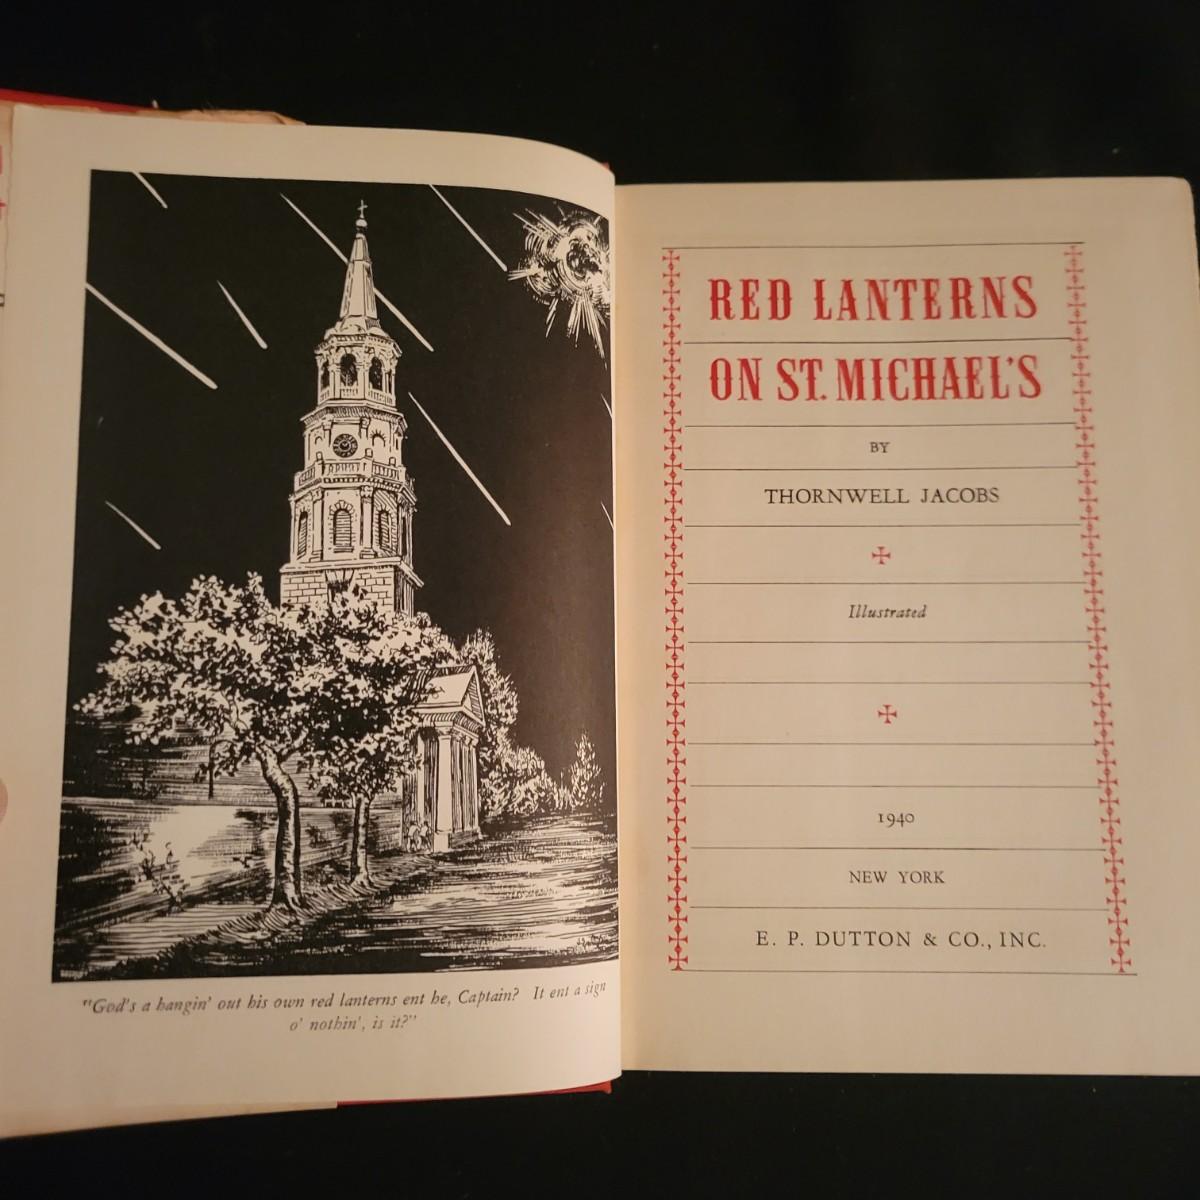 "God's a hangin' out his own red lanterns ent he, Captain? It ent a sign
o' nothin', is it?"
RED LANTERNS
ON ST. MICHAEL'S
BY
THORNWELL JACOBS
Illustrated
1940
NEW YORK
E. P. DUTTON & CO., INC.